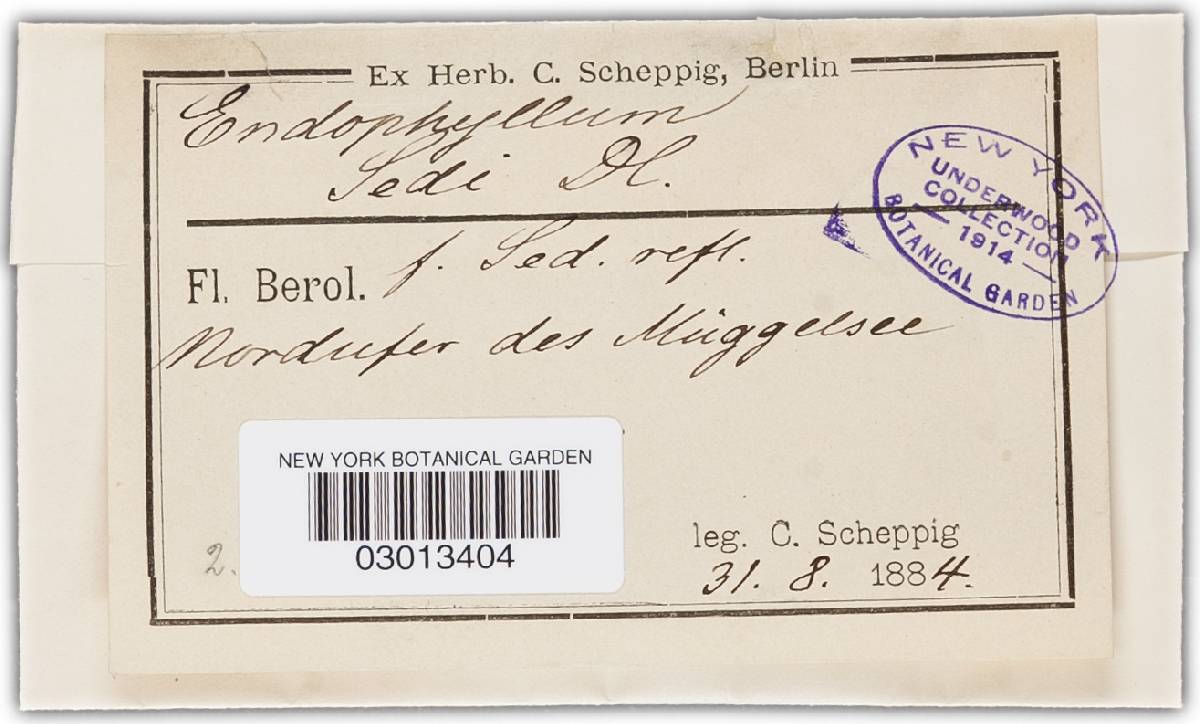 Ex Herb. C. Scheppig, Berlin
Endophyllum
Sedi
NEW YORK
UNDERWOOD
COLLECTION
— 1914 —
BOTANICAL GARDEN
Fl. Berol. f. Sed. refl.
Nordufer des Müggelsee
NEW YORK BOTANICAL GARDEN
03013404
2.
leg. C. Scheppig
31. 8. 1884.